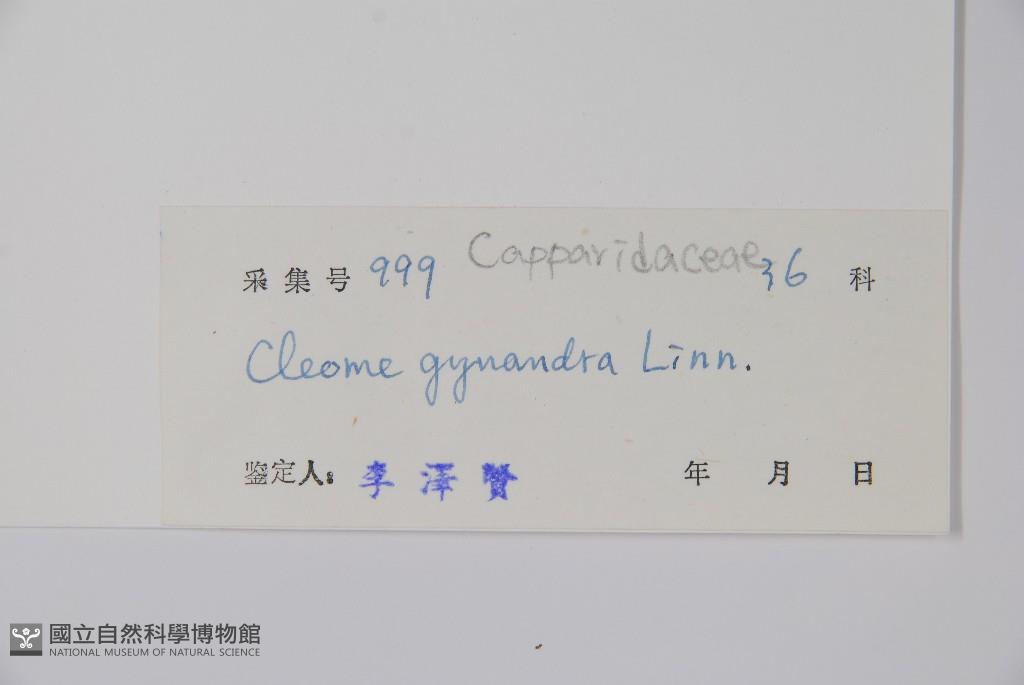 采集号 999 Capparidaceae 36 科
Cleome gynandra Linn.
鉴定人: 李澤賢 年 月 日
國立自然科學博物館
NATIONAL MUSEUM OF NATURAL SCIENCE